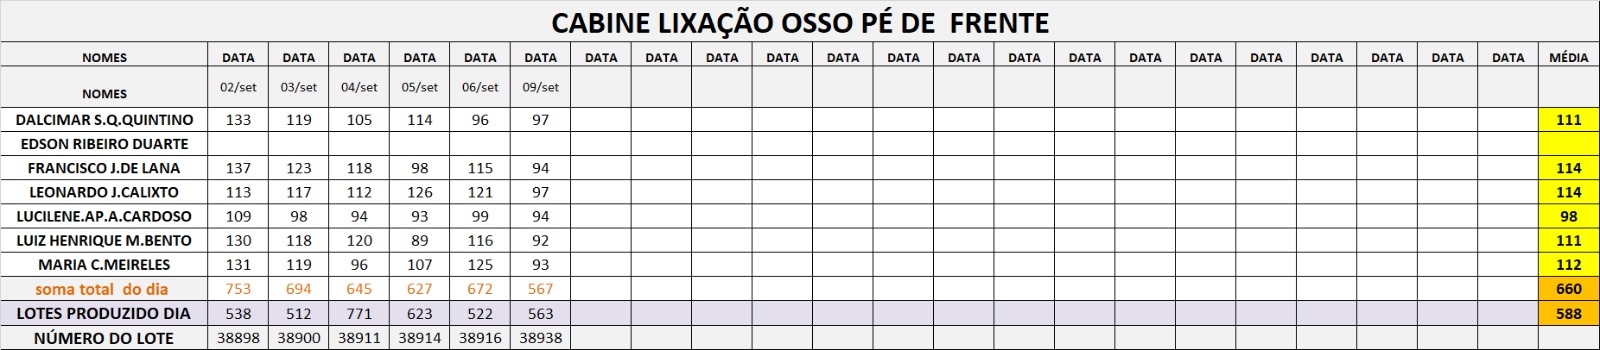 CABINE LIXAÇÃO OSSO PÉ DE FRENTE
NOMES DATA DATA DATA DATA DATA DATA DATA DATA DATA DATA DATA DATA DATA DATA DATA DATA DATA DATA DATA DATA DATA DATA MÉDIA
NOMES 02/set 03/set 04/set 05/set 06/set 09/set
DALCIMAR S.Q.QUINTINO 133 119 105 114 96 97 111
EDSON RIBEIRO DUARTE
FRANCISCO J.DE LANA 137 123 118 98 115 94 114
LEONARDO J.CALIXTO 113 117 112 126 121 97 114
LUCILENE.AP.A.CARDOSO 109 98 94 93 99 94 98
LUIZ HENRIQUE M.BENTO 130 118 120 89 116 92 111
MARIA C.MEIRELES 131 119 96 107 125 93 112
soma total do dia 753 694 645 627 672 567 660
LOTES PRODUZIDO DIA 538 512 771 623 522 563 588
NÚMERO DO LOTE 38898 38900 38911 38914 38916 38938